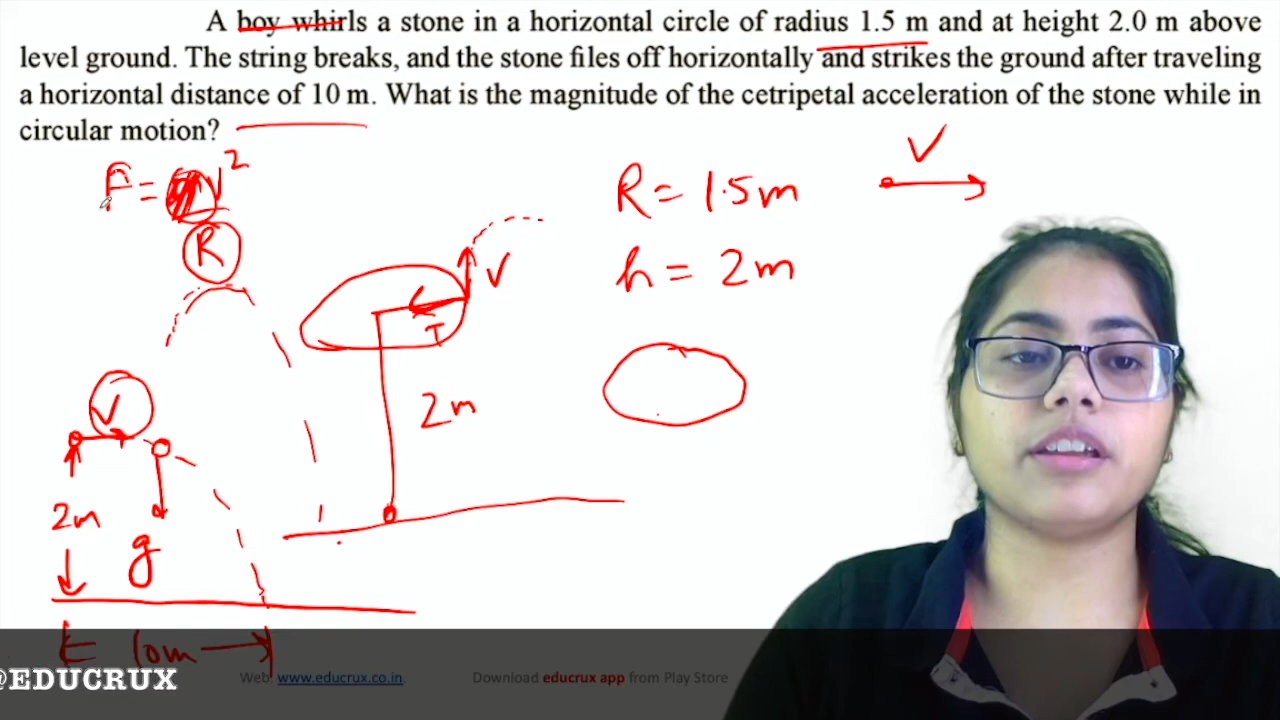 A boy whirls a stone in a horizontal circle of radius 1.5 m and at height 2.0 m above
level ground. The string breaks, and the stone files off horizontally and strikes the ground after traveling
a horizontal distance of 10 m. What is the magnitude of the cetripetal acceleration of the stone while in
circular motion?
V²
R
R = 1.5m
V
h = 2m
V
T
2m
V
2m
g
10m
@EDUCRUX
Web: www.educrux.co.in.
Download educrux app from Play Store